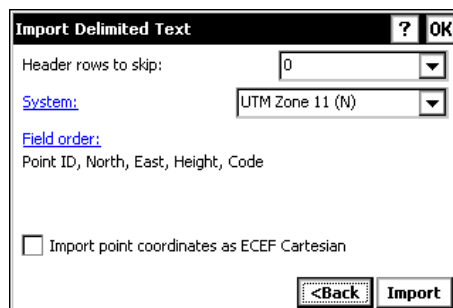 Import Delimited Text ? OK
Header rows to skip: 0
System: UTM Zone 11 (N)
Field order:
Point ID, North, East, Height, Code
Import point coordinates as ECEF Cartesian
<Back Import